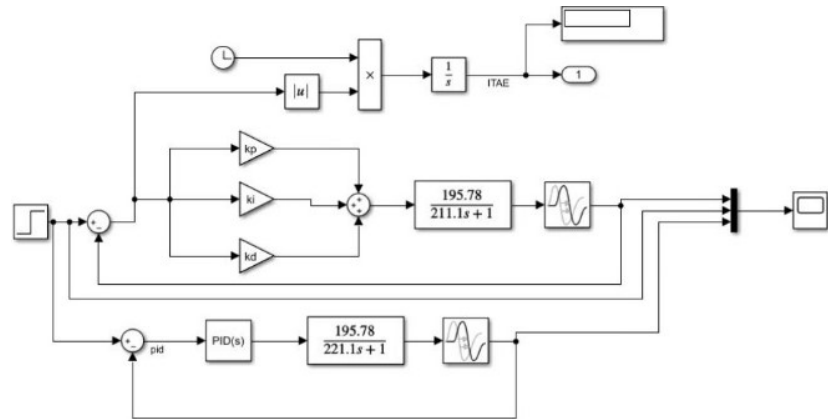 1
s
ITAE
1
|u|
×
kp
ki
kd
195.78
211.1s + 1
pid
PID(s)
195.78
221.1s + 1